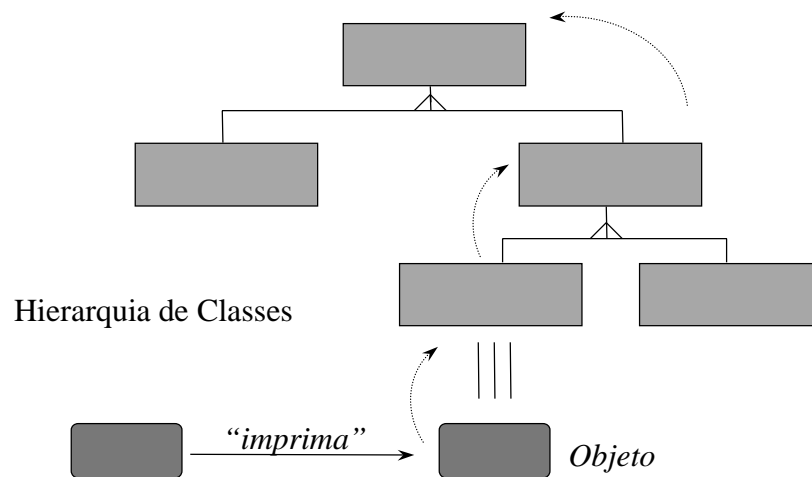 Hierarquia de Classes
“imprima”
Objeto